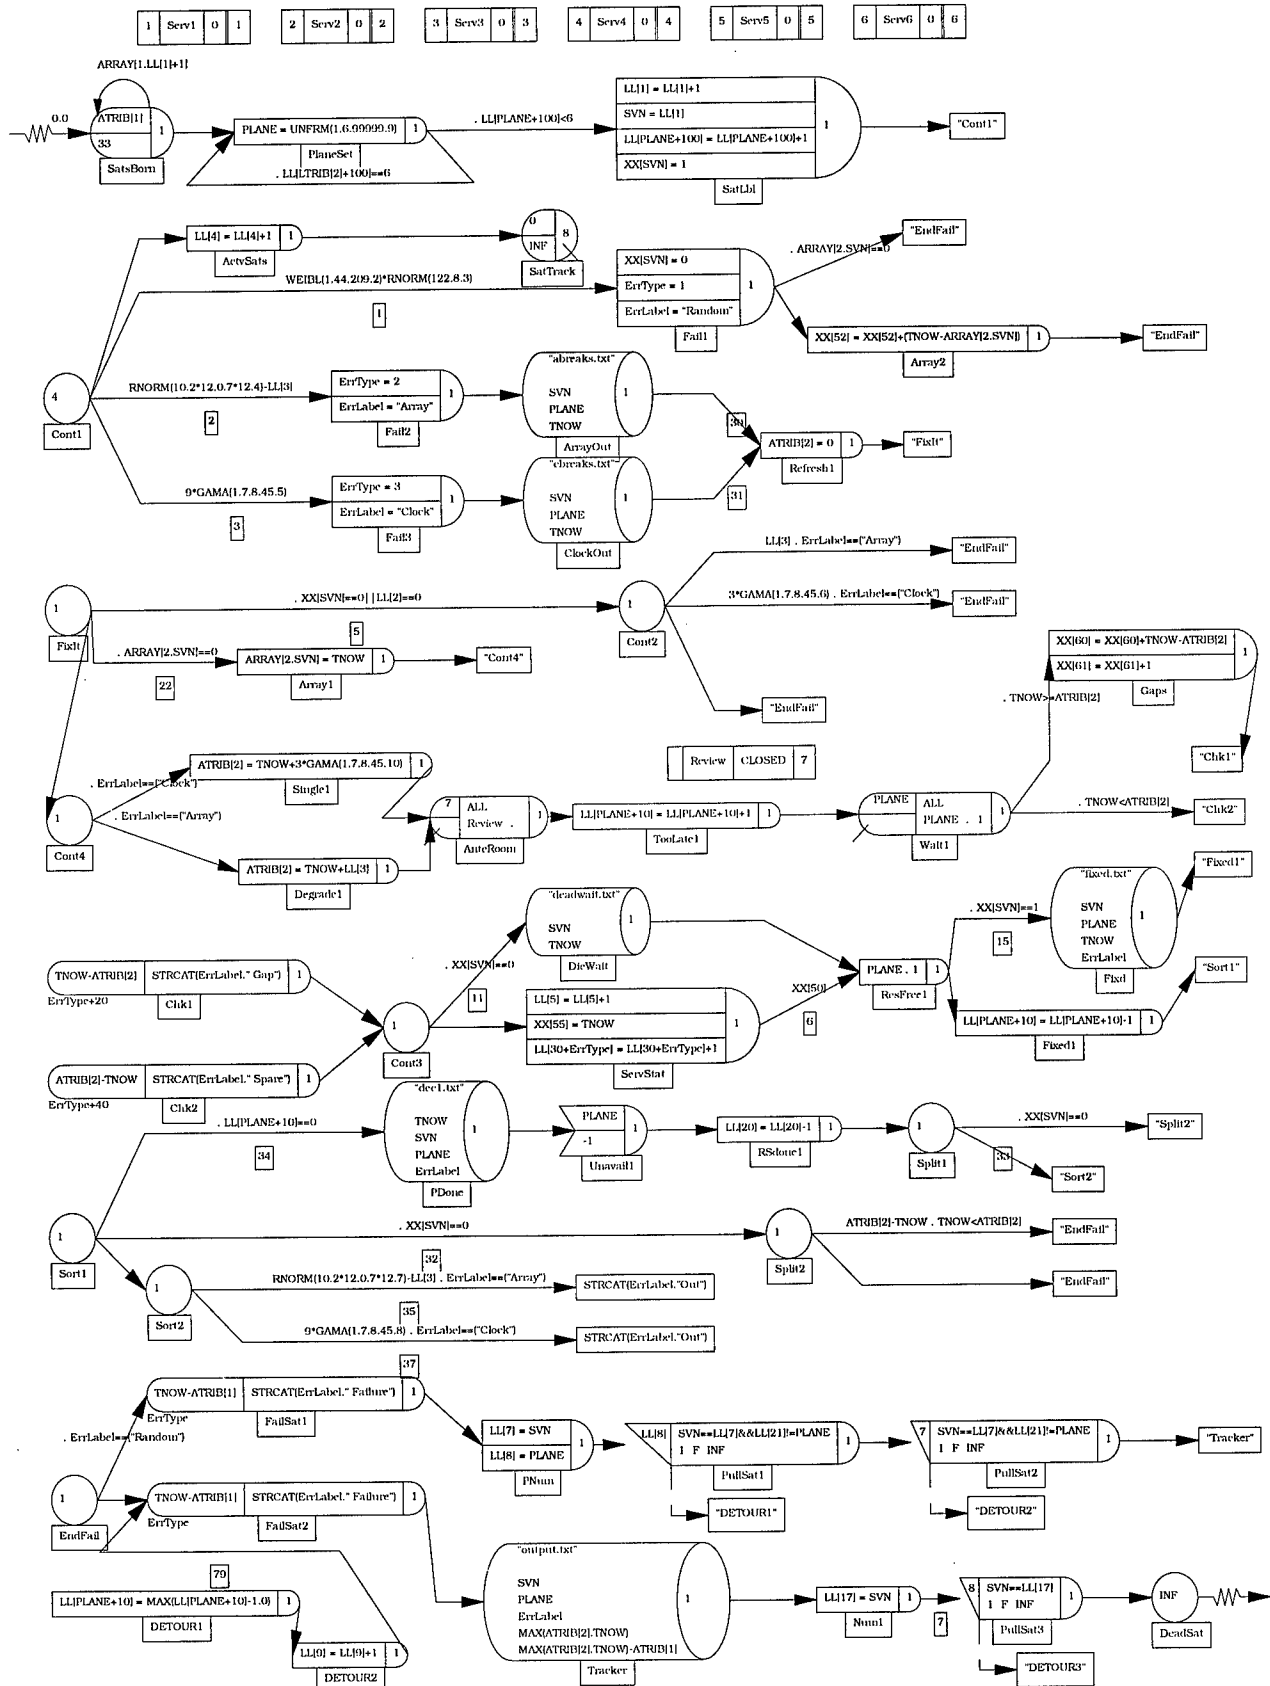 1 Serv1 0 1
2 Serv2 0 2
3 Serv3 0 3
4 Serv4 0 4
5 Serv5 0 5
6 Serv6 0 6
ARRAY[1,LL[1]+1]
0.0
ATRIB[1]
33
1
SatsBorn
PLANE = UNFRM(1,6.99999,9) 1
PlaneSet
, LL[LTRIB[2]+100]==6
, LL[PLANE+100]<6
LL[1] = LL[1]+1
SVN = LL[1]
LL[PLANE+100] = LL[PLANE+100]+1
XX[SVN] = 1
1
SatLbl
"Cont1"
LL[4] = LL[4]+1 1
ActvSats
0
INF
8
SatTrack
WEIBL(1.44,209.2)*RNORM(122,8,3)
1
XX[SVN] = 0
ErrType = 1
ErrLabel = "Random"
1
Fail1
, ARRAY[2,SVN]==0
"EndFail"
XX[52] = XX[52]+(TNOW-ARRAY[2,SVN]) 1
Array2
"EndFail"
4
Cont1
RNORM(10.2*12,0.7*12,4)-LL[3]
2
ErrType = 2
ErrLabel = "Array"
1
Fail2
"abreaks.txt"
SVN
PLANE
TNOW
1
ArrayOut
30
ATRIB[2] = 0 1
Refresh1
"FixIt"
9*GAMA(1.7,8.45,5)
3
ErrType = 3
ErrLabel = "Clock"
1
Fail3
"cbreaks.txt"
SVN
PLANE
TNOW
1
ClockOut
31
1
FixIt
, XX[SVN]==0||LL[2]==0
5
1
Cont2
LL[3] , ErrLabel==("Array")
"EndFail"
3*GAMA(1.7,8.45,6) , ErrLabel==("Clock")
"EndFail"
"EndFail"
, ARRAY[2,SVN]==0
22
ARRAY[2,SVN] = TNOW 1
Array1
"Cont4"
XX[60] = XX[60]+TNOW-ATRIB[2]
XX[61] = XX[61]+1
1
Gaps
, TNOW>=ATRIB[2]
"Chk1"
Review CLOSED 7
1
Cont4
, ErrLabel==("Clock")
ATRIB[2] = TNOW+3*GAMA(1.7,8.45,10) 1
Single1
, ErrLabel==("Array")
ATRIB[2] = TNOW+LL[3] 1
Degrade1
7
ALL
Review ,
1
AnteRoom
LL[PLANE+10] = LL[PLANE+10]+1 1
TooLate1
PLANE
ALL
PLANE , 1
1
Wait1
, TNOW<ATRIB[2]
"Chk2"
TNOW-ATRIB[2] STRCAT(ErrLabel," Gap") 1
ErrType+20
Chk1
ATRIB[2]-TNOW STRCAT(ErrLabel," Spare") 1
ErrType+40
Chk2
1
Cont3
, XX[SVN]==0
11
"deadwait.txt"
SVN
TNOW
1
DieWait
LL[5] = LL[5]+1
XX[55] = TNOW
LL[30+ErrType] = LL[30+ErrType]+1
1
ServStat
XX[50]
6
PLANE , 1 1
ResFree1
, XX[SVN]==1
15
"fixed.txt"
SVN
PLANE
TNOW
ErrLabel
1
Fixd
"Fixed1"
LL[PLANE+10] = LL[PLANE+10]-1 1
Fixed1
"Sort1"
1
Sort1
, LL[PLANE+10]==0
34
"dec1.txt"
TNOW
SVN
PLANE
ErrLabel
1
PDone
PLANE
-1
1
Unavail1
LL[20] = LL[20]-1 1
RSdone1
1
Split1
, XX[SVN]==0
"Split2"
33
"Sort2"
, XX[SVN]==0
32
1
Split2
ATRIB[2]-TNOW , TNOW<ATRIB[2]
"EndFail"
"EndFail"
1
Sort2
RNORM(10.2*12,0.7*12,7)-LL[3] , ErrLabel==("Array")
35
STRCAT(ErrLabel,"Out")
9*GAMA(1.7,8.45,8) , ErrLabel==("Clock")
37
STRCAT(ErrLabel,"Out")
1
EndFail
, ErrLabel==("Random")
TNOW-ATRIB[1] STRCAT(ErrLabel," Failure") 1
ErrType
FailSat1
LL[7] = SVN
LL[8] = PLANE
1
PNum
LL[8]
SVN==LL[7]&&LL[21]!=PLANE
1 F INF
1
PullSat1
"DETOUR1"
7
SVN==LL[7]&&LL[21]!=PLANE
1 F INF
1
PullSat2
"DETOUR2"
"Tracker"
TNOW-ATRIB[1] STRCAT(ErrLabel," Failure") 1
ErrType
FailSat2
79
LL[PLANE+10] = MAX(LL[PLANE+10]-1,0) 1
DETOUR1
LL[9] = LL[9]+1 1
DETOUR2
"output.txt"
SVN
PLANE
ErrLabel
MAX(ATRIB[2],TNOW)
MAX(ATRIB[2],TNOW)-ATRIB[1]
1
Tracker
LL[17] = SVN 1
Num1
7
8
SVN==LL[17]
1 F INF
1
PullSat3
"DETOUR3"
INF
DeadSat